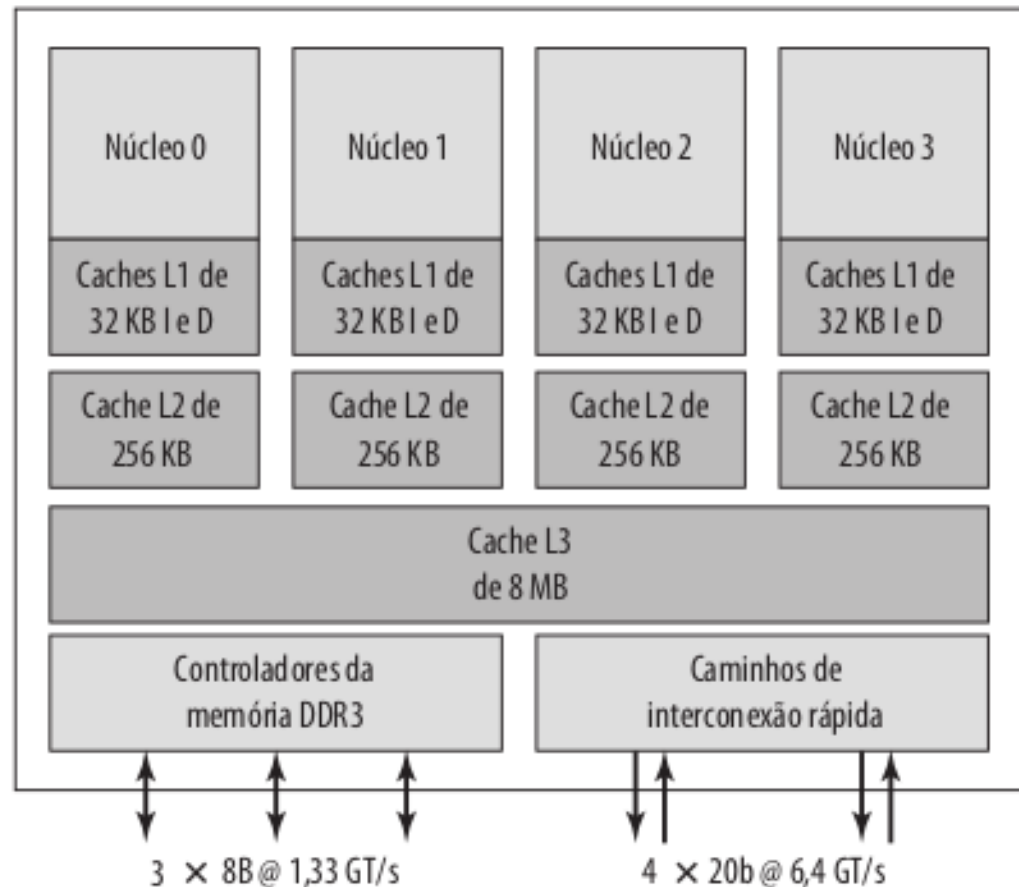 Núcleo 0
Núcleo 1
Núcleo 2
Núcleo 3
Caches L1 de
32 KB I e D
Caches L1 de
32 KB I e D
Caches L1 de
32 KB I e D
Caches L1 de
32 KB I e D
Cache L2 de
256 KB
Cache L2 de
256 KB
Cache L2 de
256 KB
Cache L2 de
256 KB
Cache L3
de 8 MB
Controladores da
memória DDR3
Caminhos de
interconexão rápida
3 × 8B @ 1,33 GT/s
4 × 20b @ 6,4 GT/s